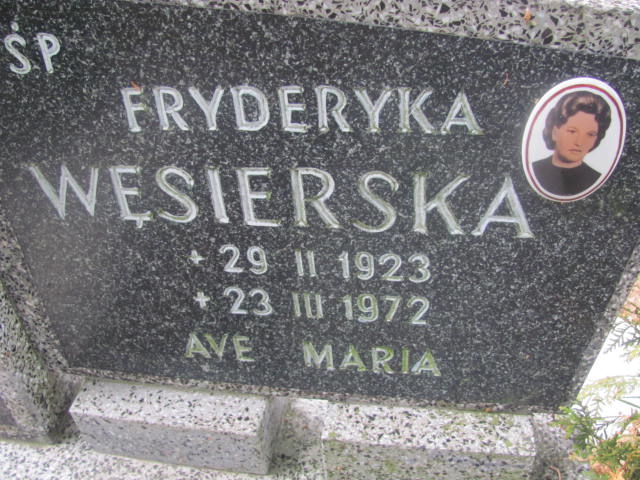 ŚP
FRYDERYKA
WĘSIERSKA
* 29 II 1923
+ 23 III 1972
AVE MARIA